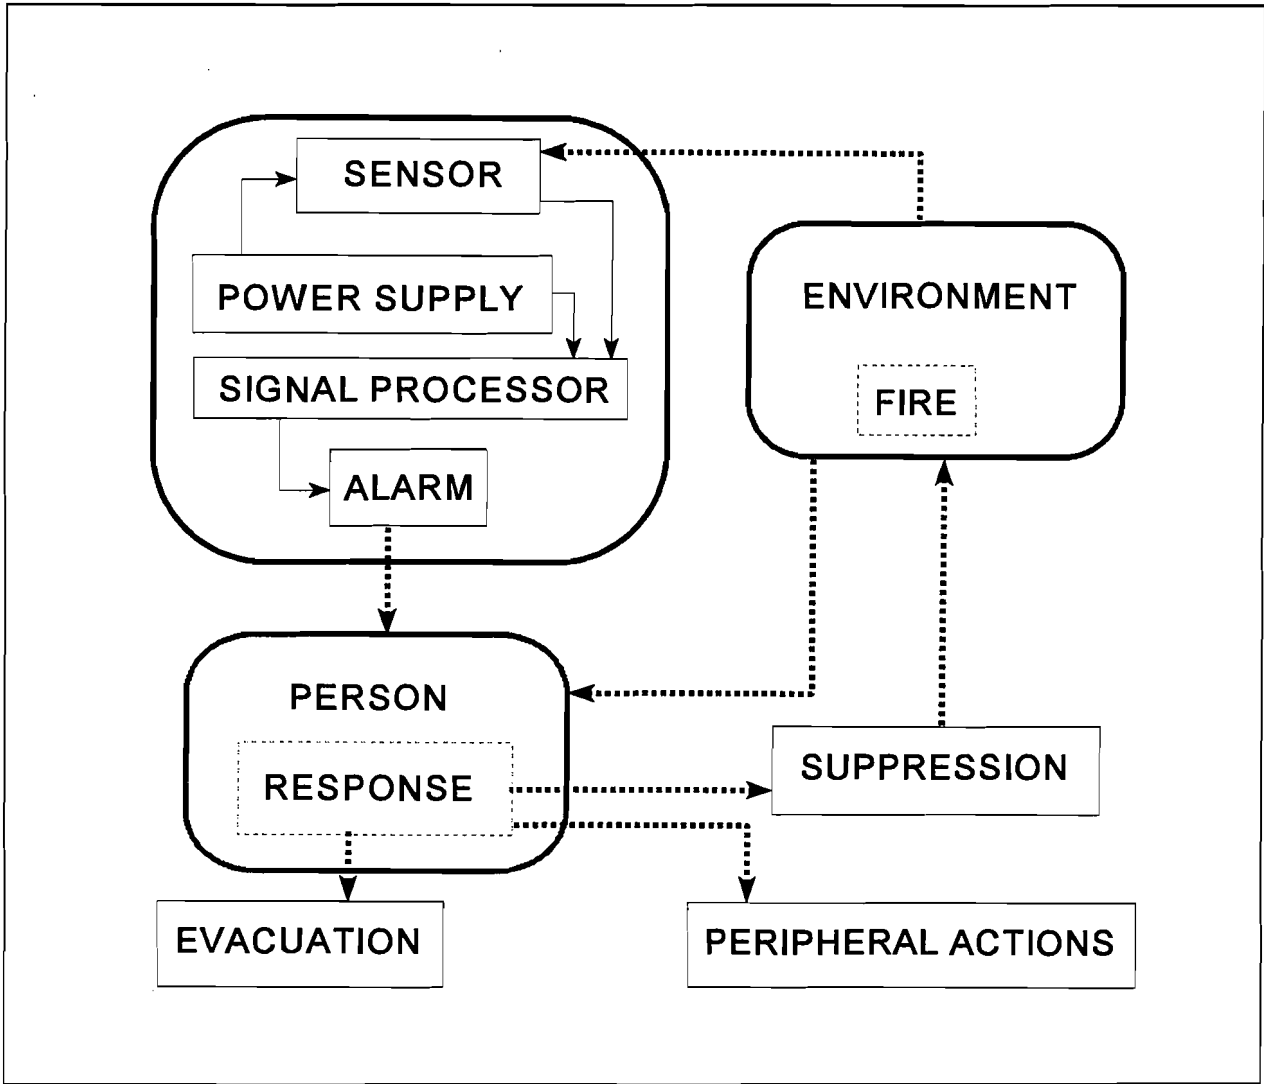 SENSOR
POWER SUPPLY
SIGNAL PROCESSOR
ALARM
ENVIRONMENT
FIRE
PERSON
RESPONSE
SUPPRESSION
EVACUATION
PERIPHERAL ACTIONS